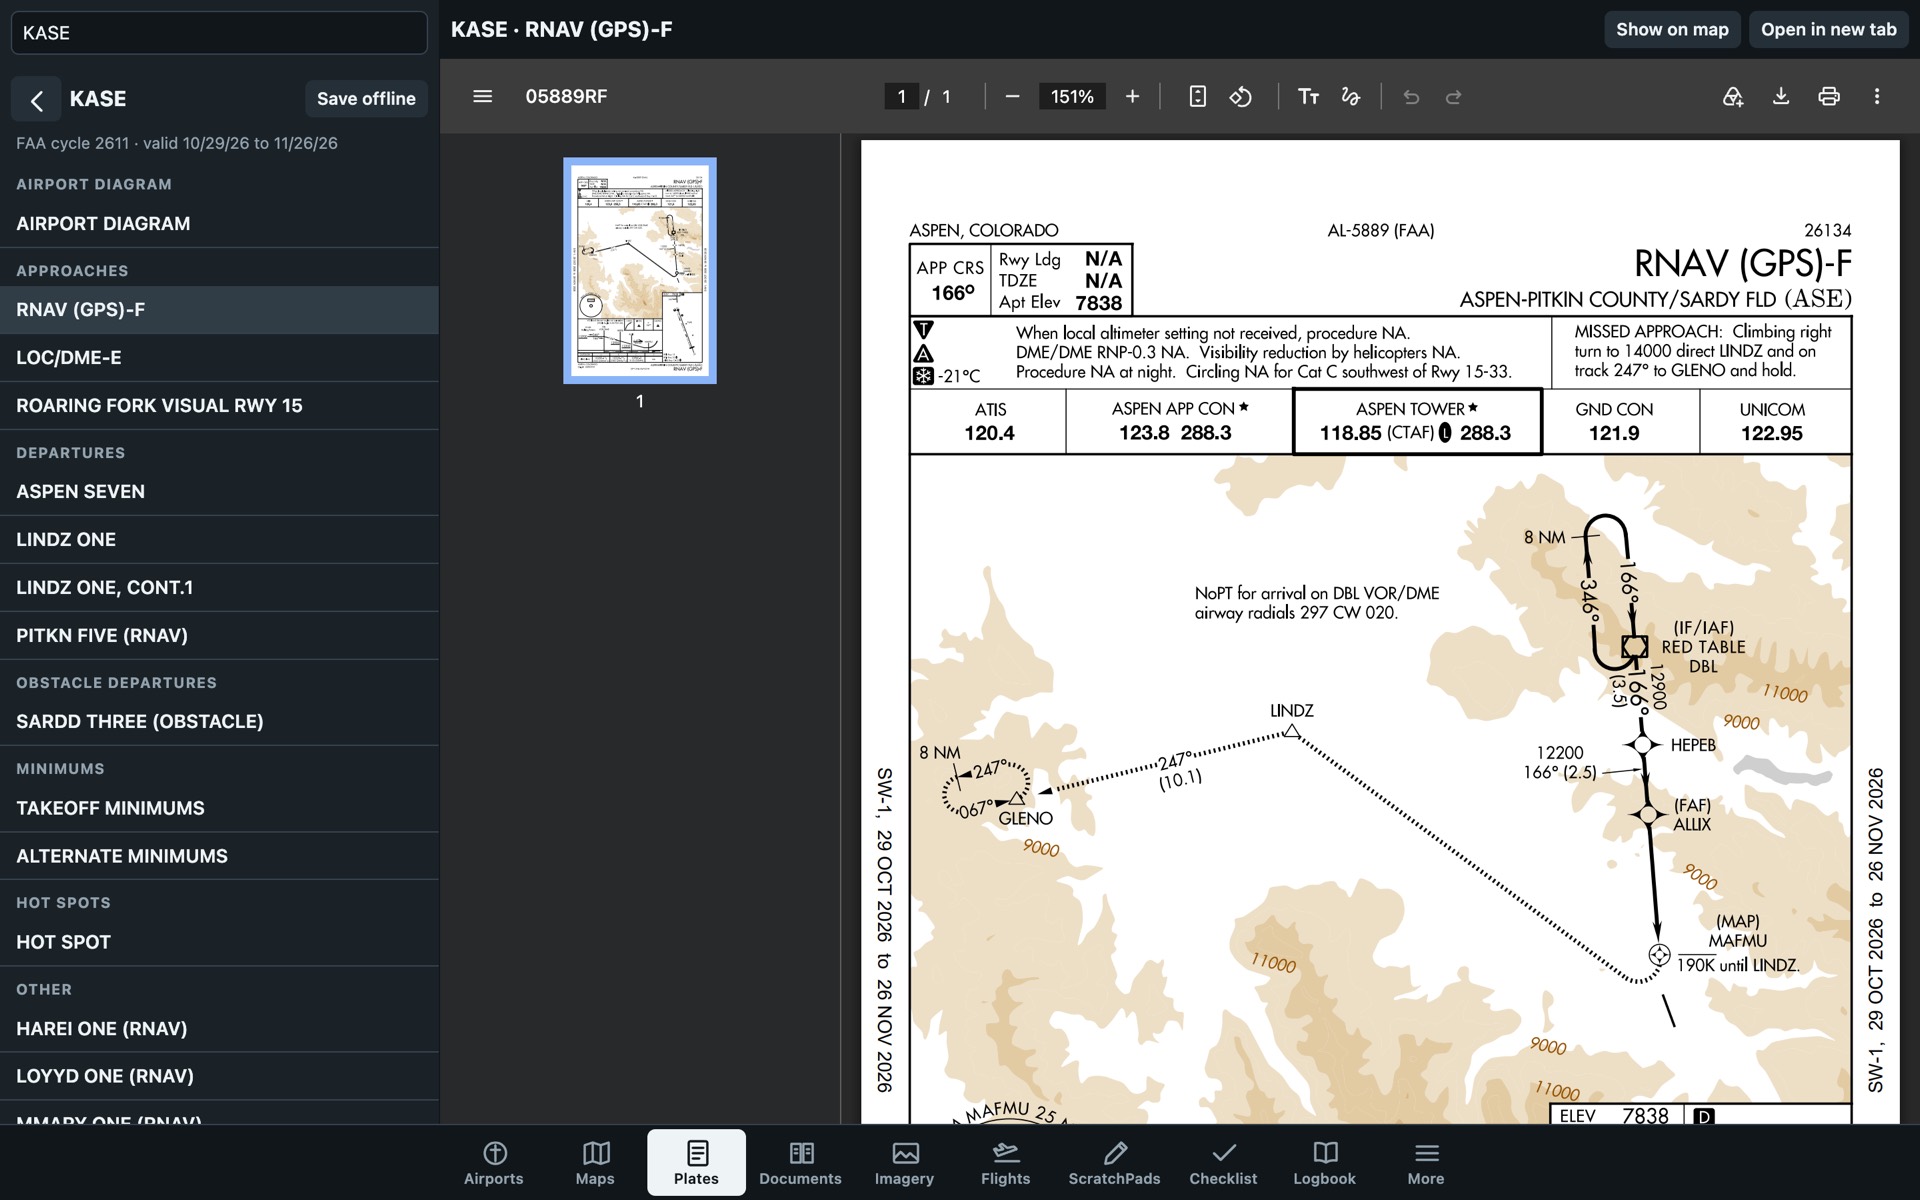 KASE
KASE
Save offline
FAA cycle 2611 · valid 10/29/26 to 11/26/26
AIRPORT DIAGRAM
AIRPORT DIAGRAM
APPROACHES
RNAV (GPS)-F
LOC/DME-E
ROARING FORK VISUAL RWY 15
DEPARTURES
ASPEN SEVEN
LINDZ ONE
LINDZ ONE, CONT.1
PITKN FIVE (RNAV)
OBSTACLE DEPARTURES
SARDD THREE (OBSTACLE)
MINIMUMS
TAKEOFF MINIMUMS
ALTERNATE MINIMUMS
HOT SPOTS
HOT SPOT
OTHER
HAREI ONE (RNAV)
LOYYD ONE (RNAV)
KASE · RNAV (GPS)-F
Show on map
Open in new tab
05889RF
1 / 1
151%
1
ASPEN, COLORADO
AL-5889 (FAA)
26134
APP CRS
166°
Rwy Ldg N/A
TDZE N/A
Apt Elev 7838
RNAV (GPS)-F
ASPEN-PITKIN COUNTY/SARDY FLD (ASE)
T
A
-21°C
When local altimeter setting not received, procedure NA.
DME/DME RNP-0.3 NA. Visibility reduction by helicopters NA.
Procedure NA at night. Circling NA for Cat C southwest of Rwy 15-33.
MISSED APPROACH: Climbing right
turn to 14000 direct LINDZ and on
track 247° to GLENO and hold.
ATIS
120.4
ASPEN APP CON★
123.8 288.3
ASPEN TOWER★
118.85 (CTAF) L 288.3
GND CON
121.9
UNICOM
122.95
8 NM
166°
346°
NoPT for arrival on DBL VOR/DME
airway radials 297 CW 020.
(IF/IAF)
RED TABLE
DBL
12900
166°
(3.5)
11000
9000
LINDZ
HEPEB
12200
166° (2.5)
8 NM
247°
067°
GLENO
247°
(10.1)
9000
(FAF)
ALLIX
9000
(MAP)
MAFMU
190K until LINDZ.
11000
9000
11000
MAFMU 25
ELEV 7838
D
SW-1, 29 OCT 2026 to 26 NOV 2026
SW-1, 29 OCT 2026 to 26 NOV 2026
Airports
Maps
Plates
Documents
Imagery
Flights
ScratchPads
Checklist
Logbook
More